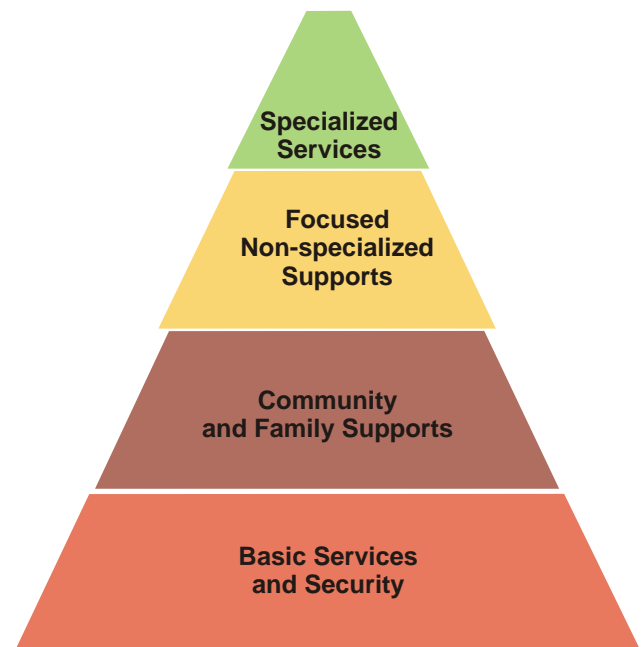 Specialized
Services
Focused
Non-specialized
Supports
Community
and Family Supports
Basic Services
and Security